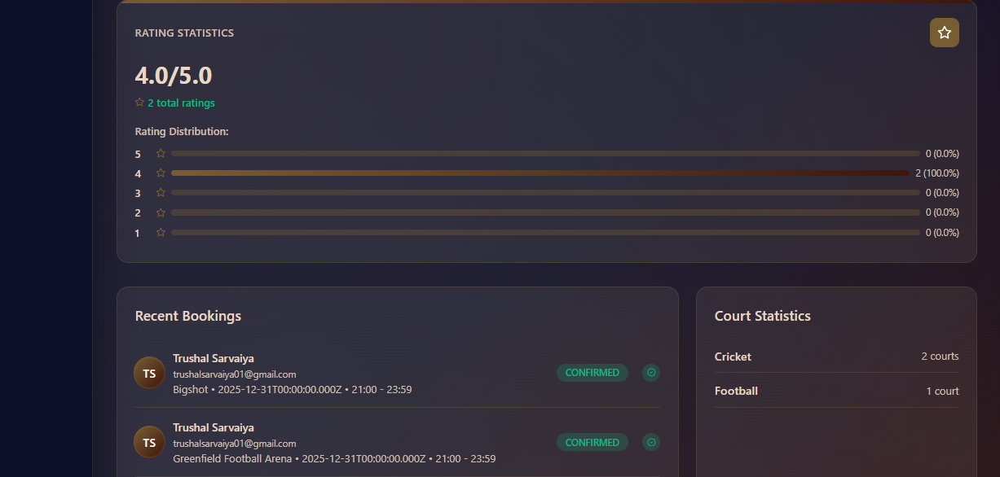 RATING STATISTICS
4.0/5.0
2 total ratings
Rating Distribution:
5 0 (0.0%)
4 2 (100.0%)
3 0 (0.0%)
2 0 (0.0%)
1 0 (0.0%)
Recent Bookings
TS
Trushal Sarvaiya
trushalsarvaiya01@gmail.com
Bigshot • 2025-12-31T00:00:00.000Z • 21:00 - 23:59
CONFIRMED
TS
Trushal Sarvaiya
trushalsarvaiya01@gmail.com
Greenfield Football Arena • 2025-12-31T00:00:00.000Z • 21:00 - 23:59
CONFIRMED
Court Statistics
Cricket 2 courts
Football 1 court